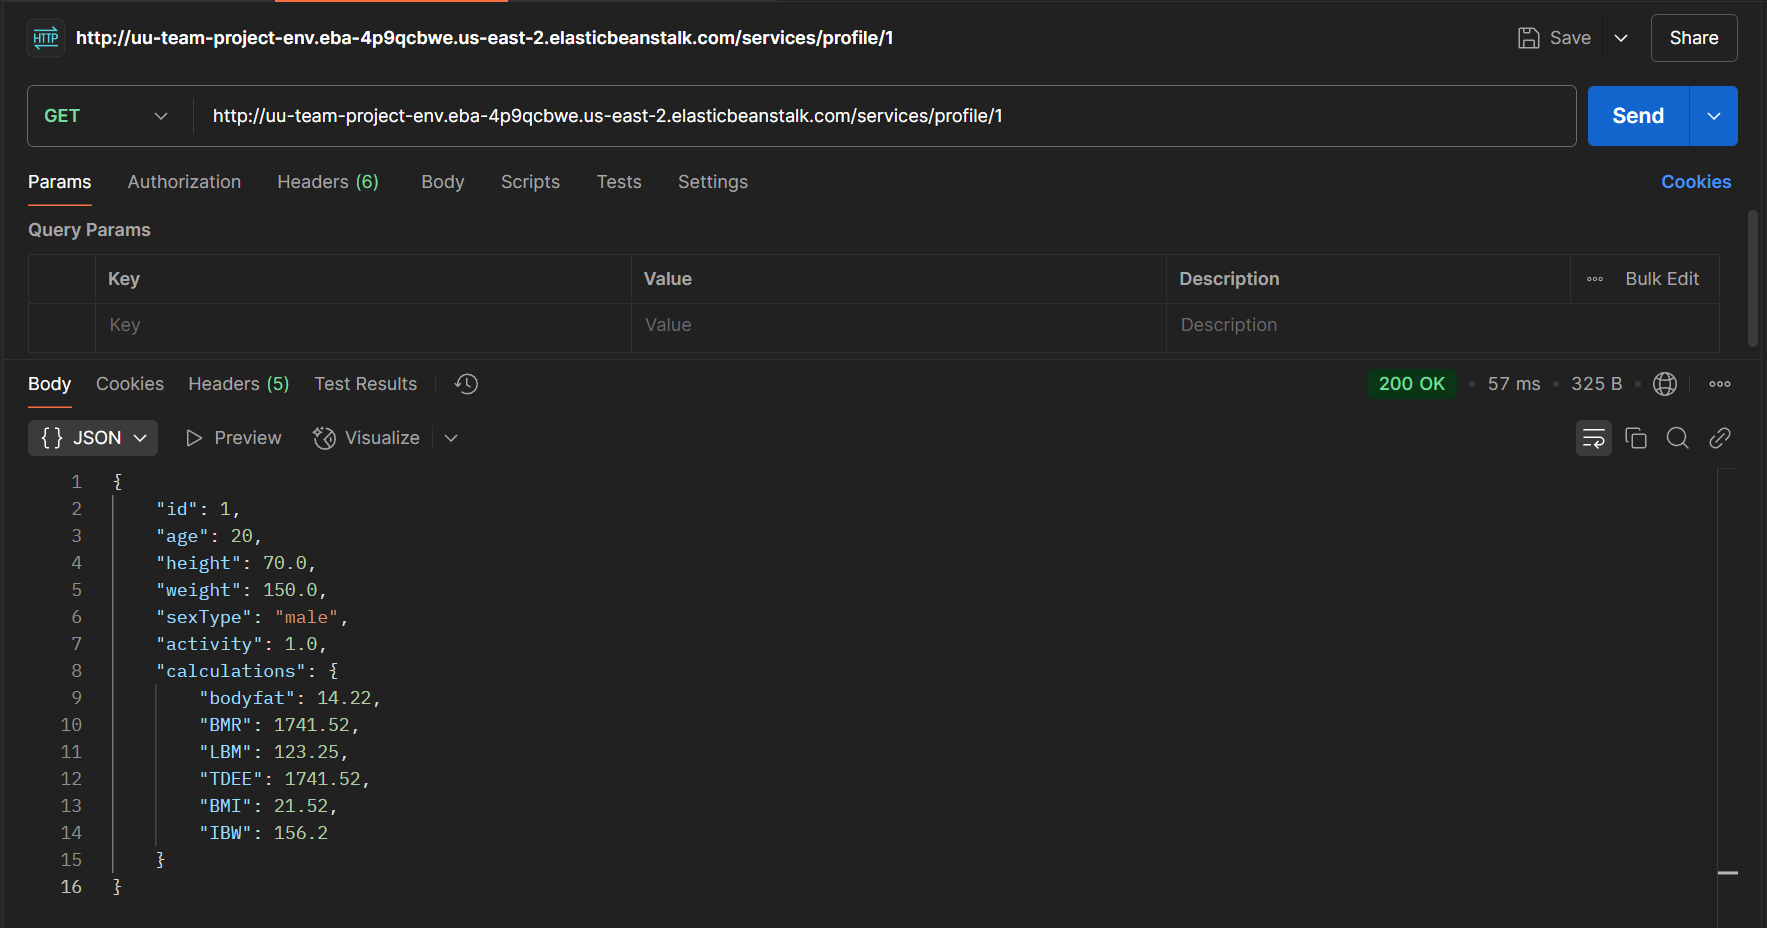 HTTP http://uu-team-project-env.eba-4p9qcbwe.us-east-2.elasticbeanstalk.com/services/profile/1 Save Share
GET http://uu-team-project-env.eba-4p9qcbwe.us-east-2.elasticbeanstalk.com/services/profile/1 Send
Params Authorization Headers (6) Body Scripts Tests Settings Cookies
Query Params
Key Value Description Bulk Edit
Key Value Description
Body Cookies Headers (5) Test Results 200 OK • 57 ms • 325 B •
{} JSON Preview Visualize
1 {
2 "id": 1,
3 "age": 20,
4 "height": 70.0,
5 "weight": 150.0,
6 "sexType": "male",
7 "activity": 1.0,
8 "calculations": {
9 "bodyfat": 14.22,
10 "BMR": 1741.52,
11 "LBM": 123.25,
12 "TDEE": 1741.52,
13 "BMI": 21.52,
14 "IBW": 156.2
15 }
16 }